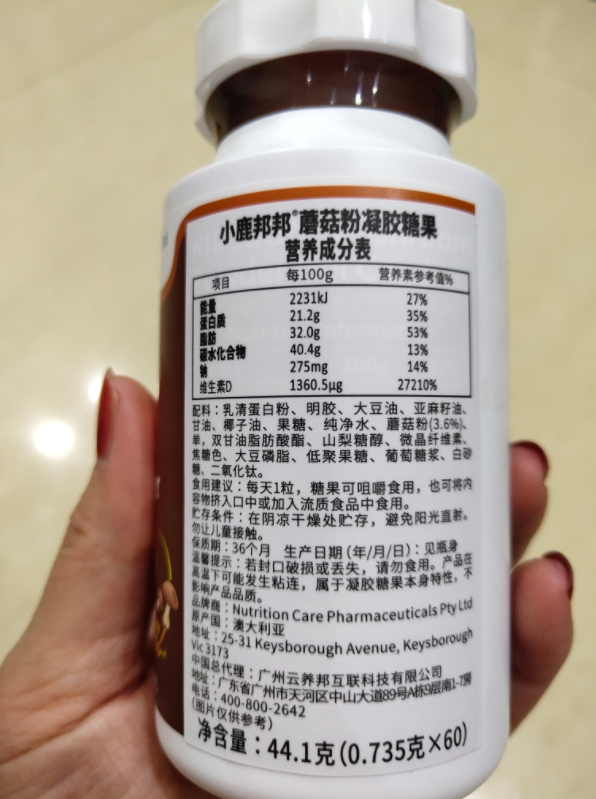 小鹿邦邦®蘑菇粉凝胶糖果
营养成分表
项目 每100g 营养素参考值%
能量 2231kJ 27%
蛋白质 21.2g 35%
脂肪 32.0g 53%
碳水化合物 40.4g 13%
钠 275mg 14%
维生素D 1360.5μg 27210%
配料：乳清蛋白粉、明胶、大豆油、亚麻籽油、
甘油、椰子油、果糖、纯净水、蘑菇粉(3.6%)、
单，双甘油脂肪酸酯、山梨糖醇、微晶纤维素、
焦糖色、大豆磷脂、低聚果糖、葡萄糖浆、白砂
糖、二氧化钛。
食用建议：每天1粒，糖果可咀嚼食用，也可将内
容物挤入口中或加入流质食品中食用。
贮存条件：在阴凉干燥处贮存，避免阳光直射。
勿让儿童接触。
保质期：36个月 生产日期（年/月/日）：见瓶身
温馨提示：若封口破损或丢失，请勿食用。产品在
高温下可能发生粘连，属于凝胶糖果本身特性，不
影响产品品质。
品牌商：Nutrition Care Pharmaceuticals Pty Ltd
原产国：澳大利亚
地址：25-31 Keysborough Avenue, Keysborough
Vic 3173
中国总代理：广州云养邦互联科技有限公司
地址：广东省广州市天河区中山大道89号A栋9层南1-7房
电话：400-800-2642
（图片仅供参考）
净含量：44.1克(0.735克×60)